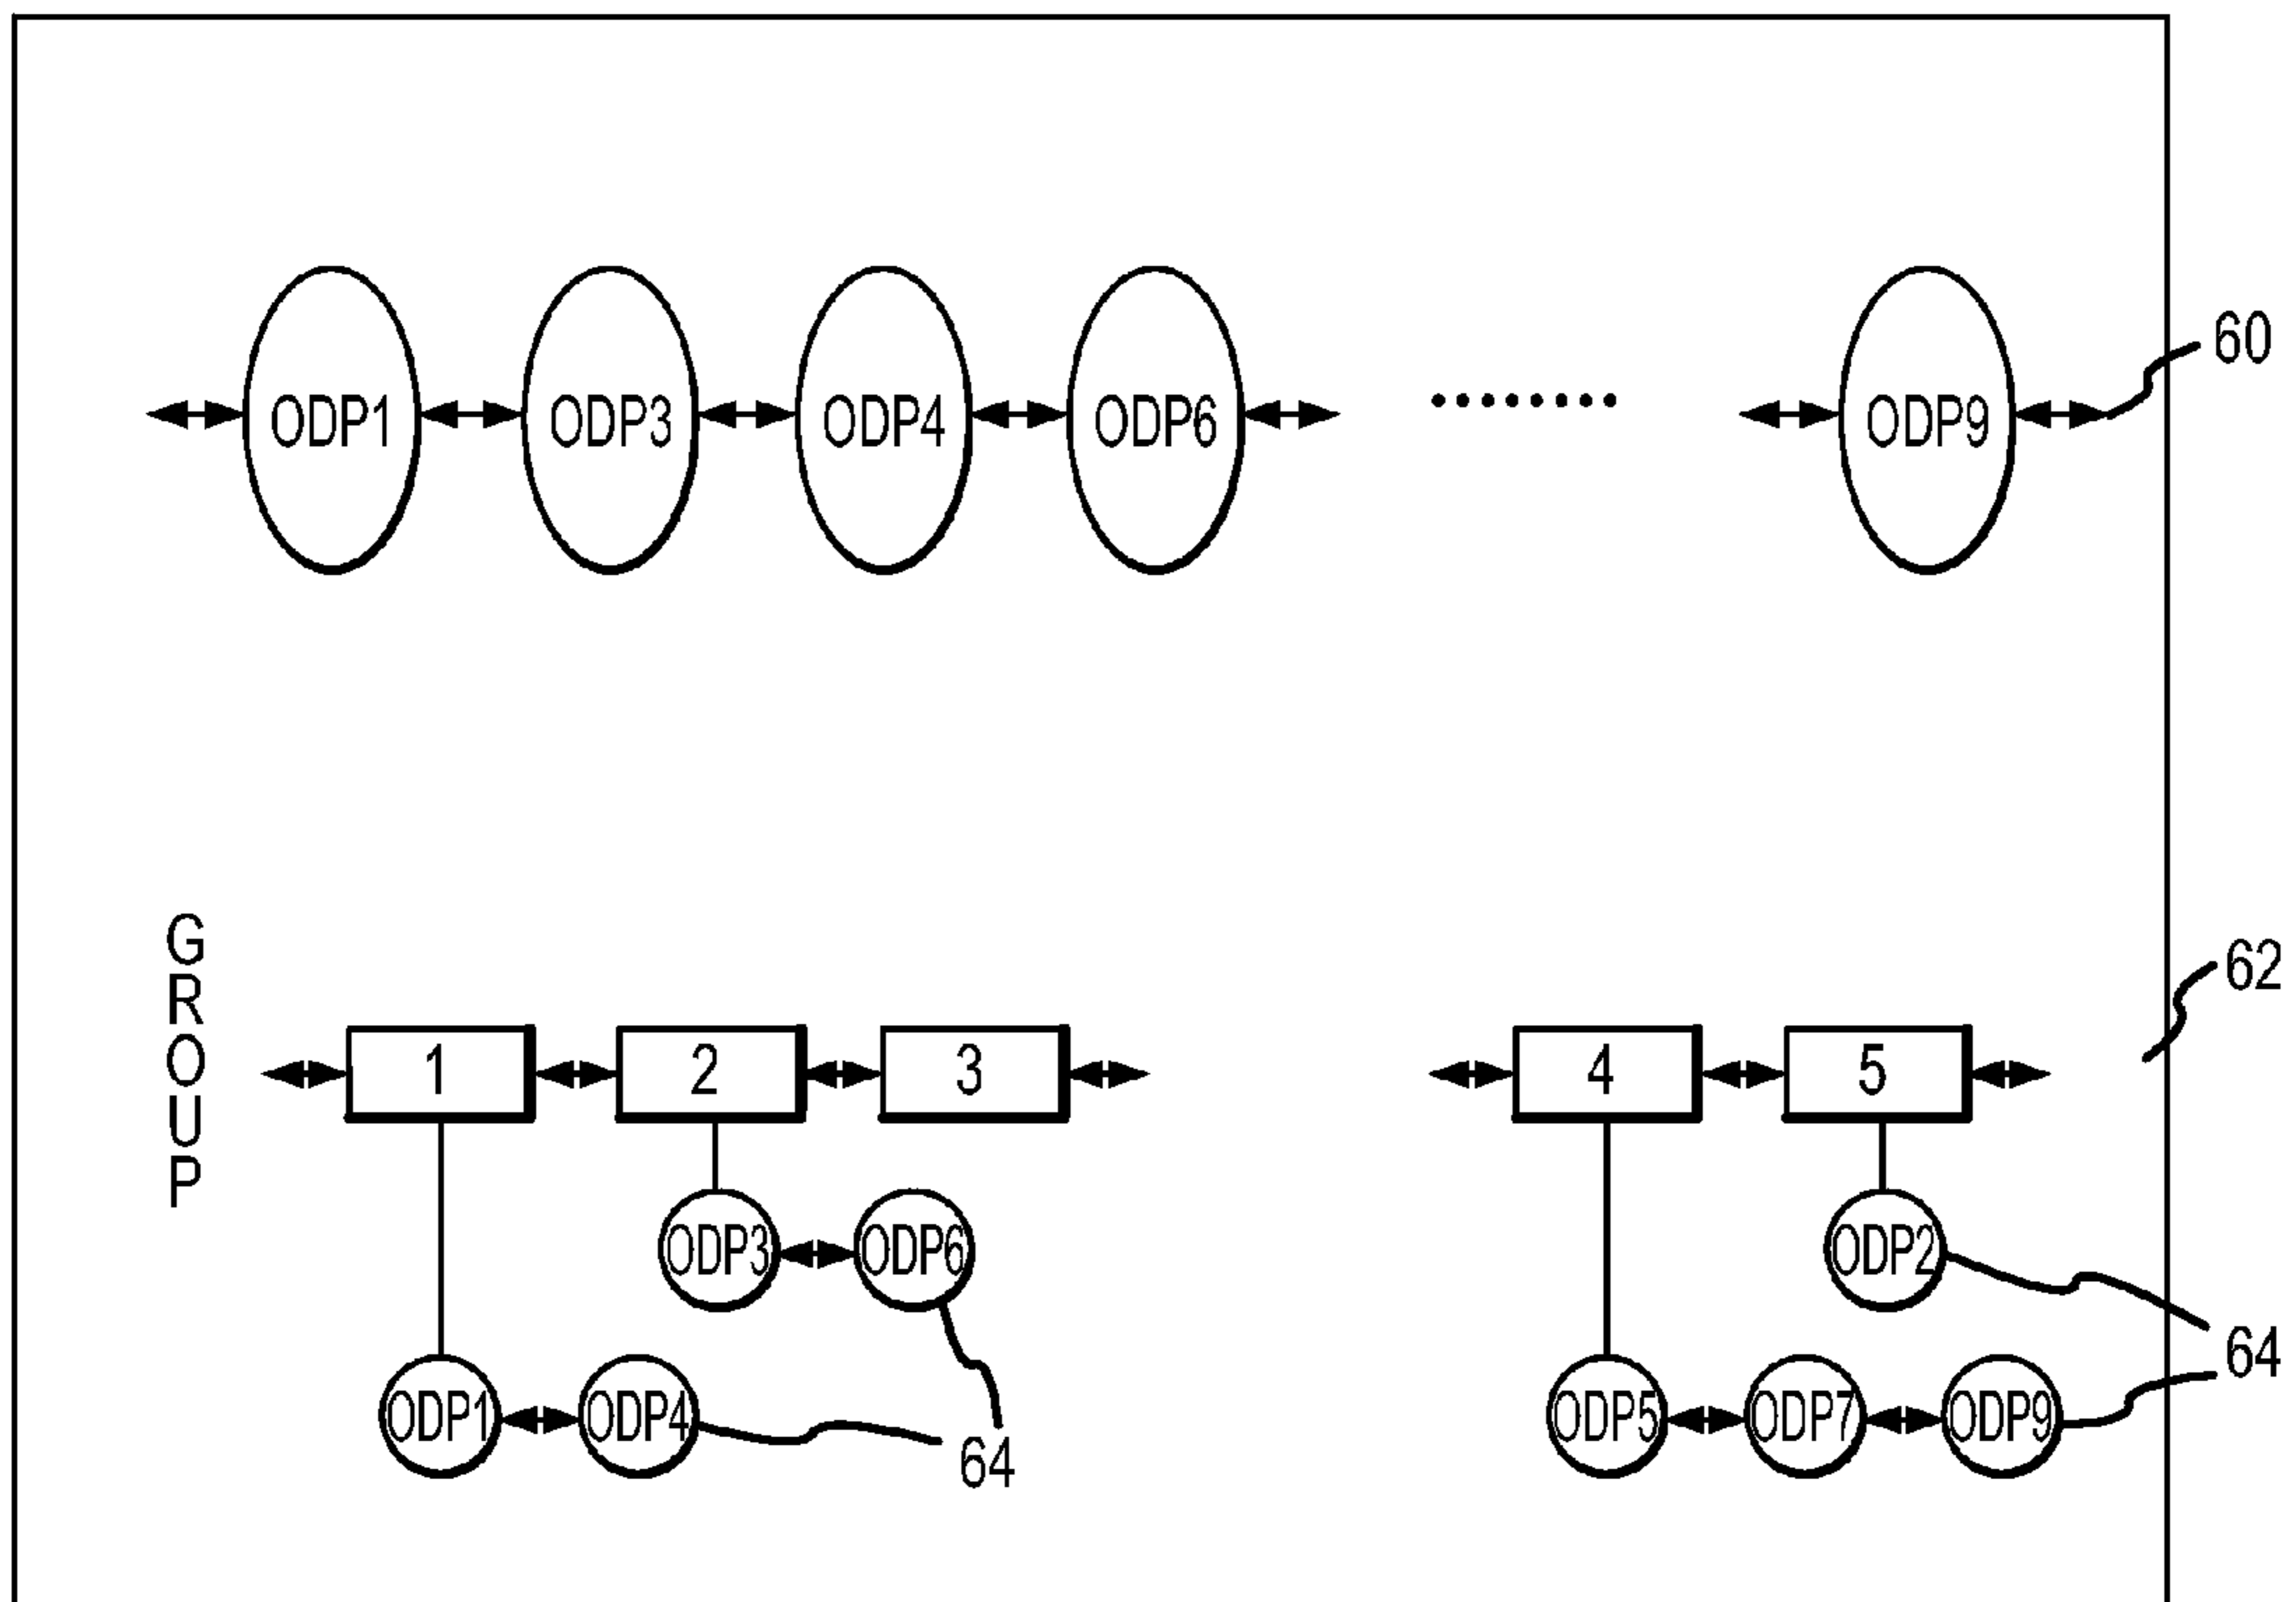 60
ODP1 ODP3 ODP4 ODP6 ........ ODP9
GROUP
62
1 2 3 4 5
ODP3 ODP6 ODP2
64
ODP1 ODP4 ODP5 ODP7 ODP9
64